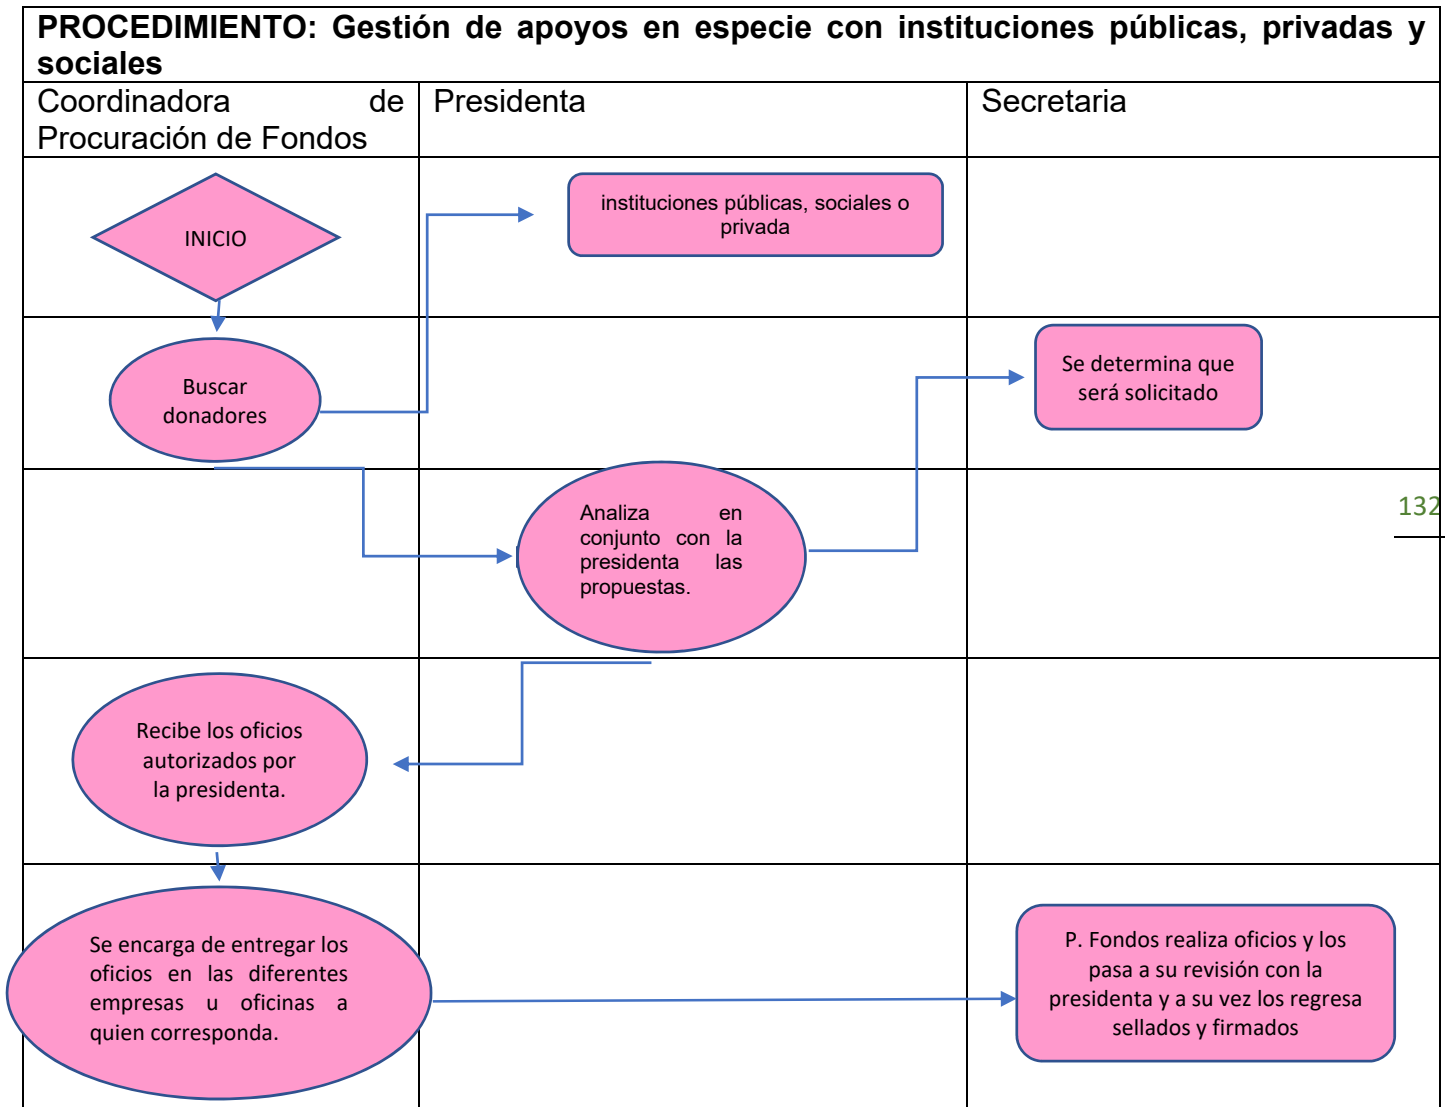 PROCEDIMIENTO: Gestión de apoyos en especie con instituciones públicas, privadas y
sociales
Coordinadora de
Procuración de Fondos
Presidenta
Secretaria
INICIO
instituciones públicas, sociales o
privada
Buscar
donadores
Se determina que
será solicitado
Analiza en
conjunto con la
presidenta las
propuestas.
132
Recibe los oficios
autorizados por
la presidenta.
Se encarga de entregar los
oficios en las diferentes
empresas u oficinas a
quien corresponda.
P. Fondos realiza oficios y los
pasa a su revisión con la
presidenta y a su vez los regresa
sellados y firmados